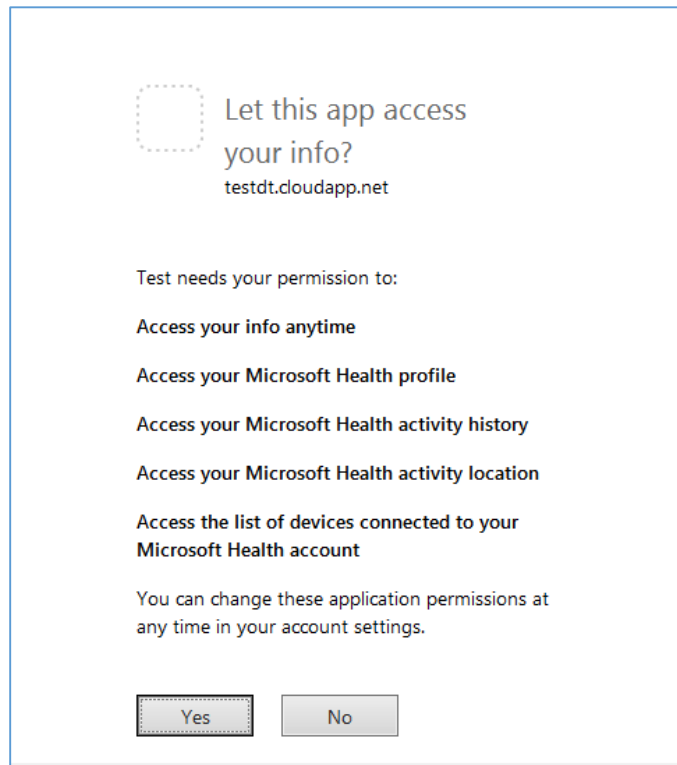 Let this app access
your info?
testdt.cloudapp.net
Test needs your permission to:
Access your info anytime
Access your Microsoft Health profile
Access your Microsoft Health activity history
Access your Microsoft Health activity location
Access the list of devices connected to your
Microsoft Health account
You can change these application permissions at
any time in your account settings.
Yes
No